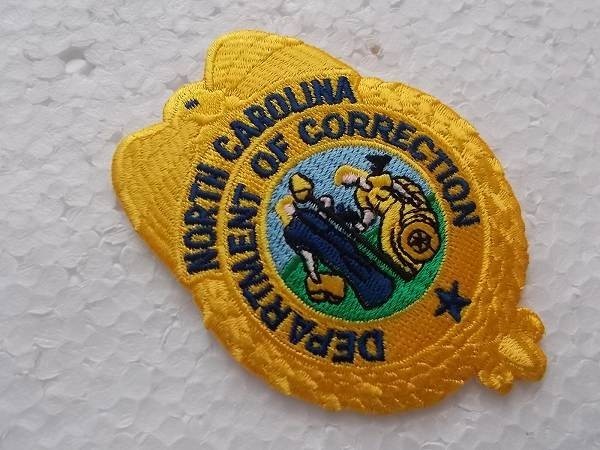 NORTH CAROLINA
DEPARTMENT OF CORRECTION